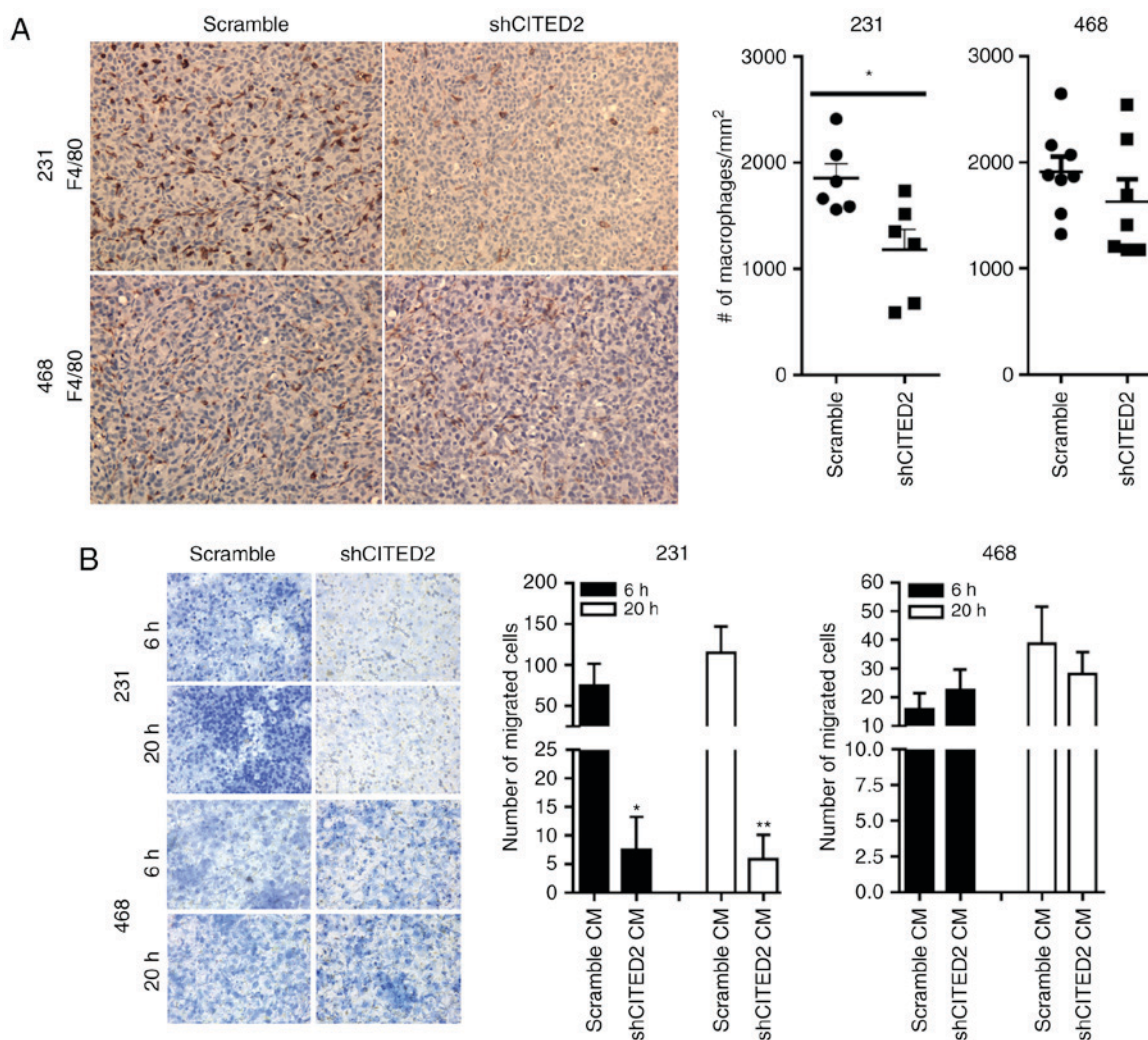 A
Scramble
shCITED2
231
F4/80
468
F4/80
231
468
# of macrophages/mm²
3000
2000
1000
0
*
Scramble
shCITED2
3000
2000
1000
0
Scramble
shCITED2
B
Scramble
shCITED2
231
6 h
20 h
468
6 h
20 h
231
Number of migrated cells
200
150
100
75
50
25
20
15
10
5
0
6 h
20 h
*
**
Scramble CM
shCITED2 CM
Scramble CM
shCITED2 CM
468
Number of migrated cells
60
50
40
30
20
10
10.0
7.5
5.0
2.5
0.0
6 h
20 h
Scramble CM
shCITED2 CM
Scramble CM
shCITED2 CM